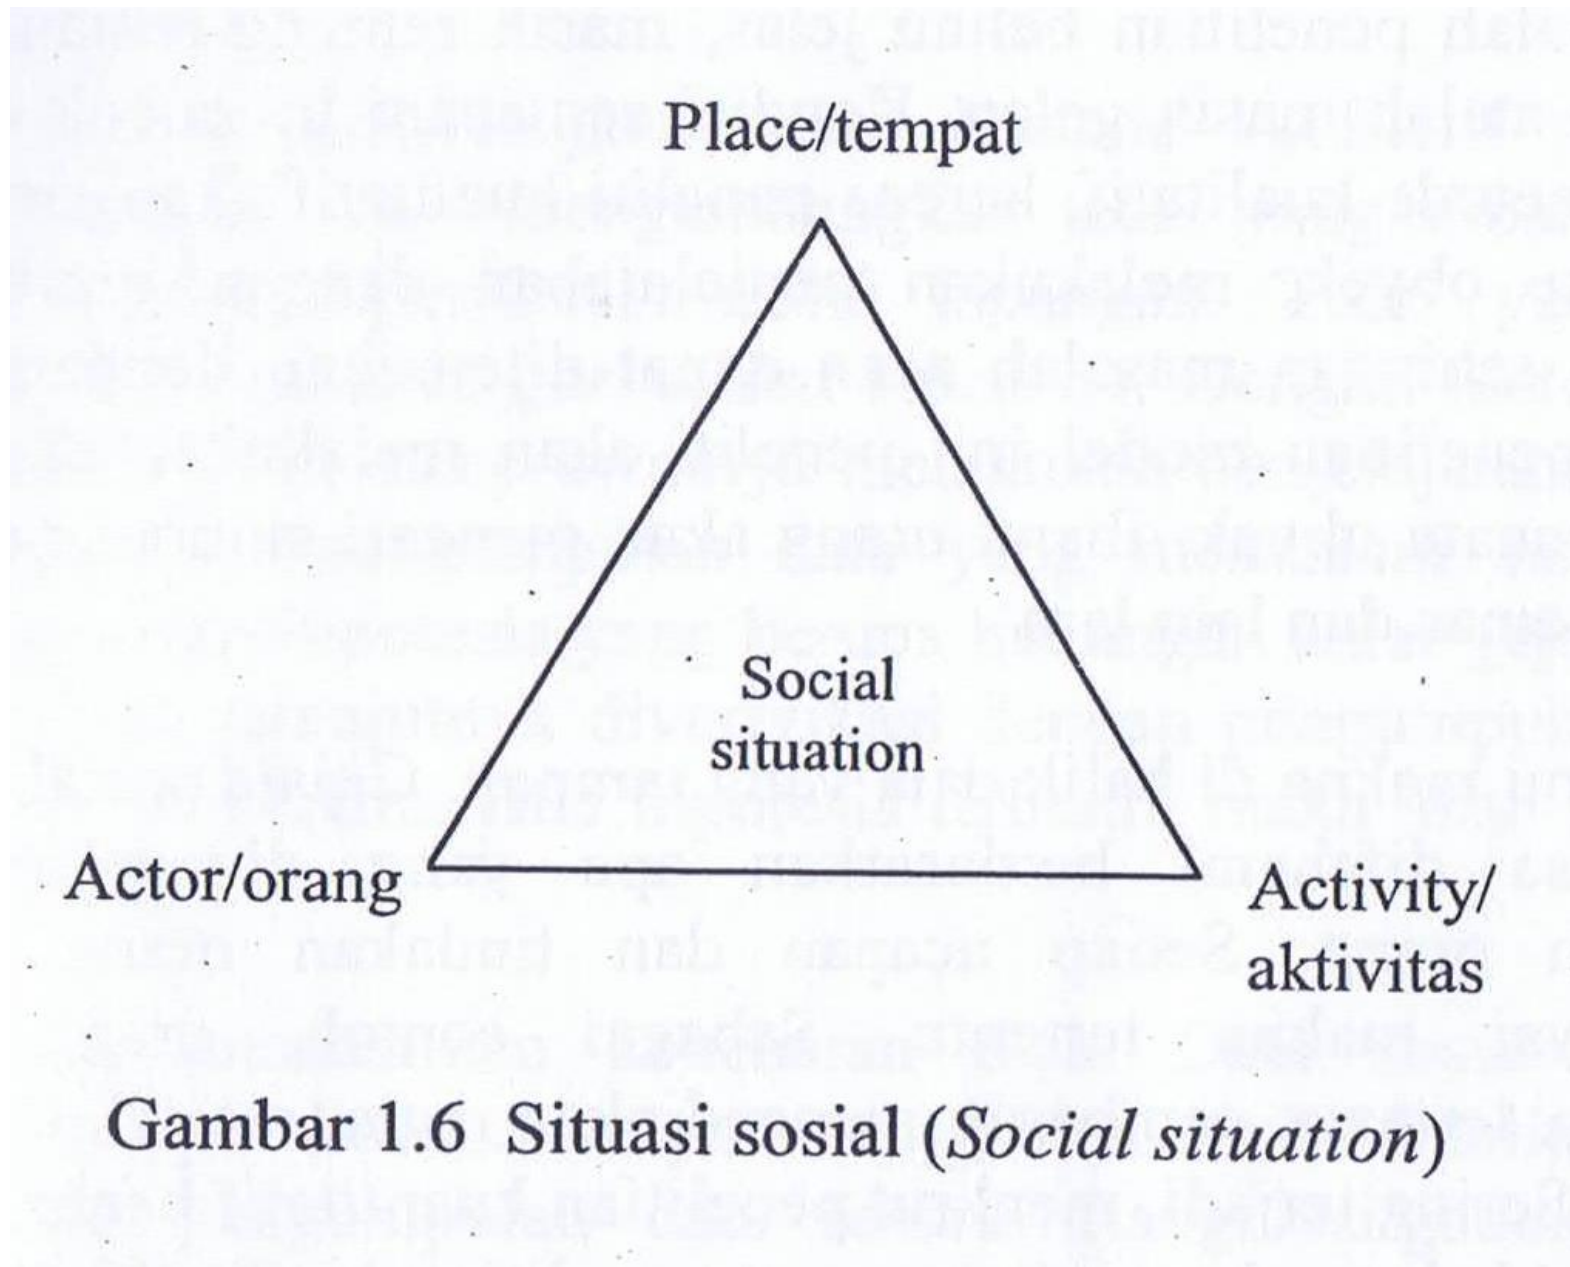 Place/tempat
Social
situation
Actor/orang
Activity/
aktivitas
Gambar 1.6 Situasi sosial (Social situation)